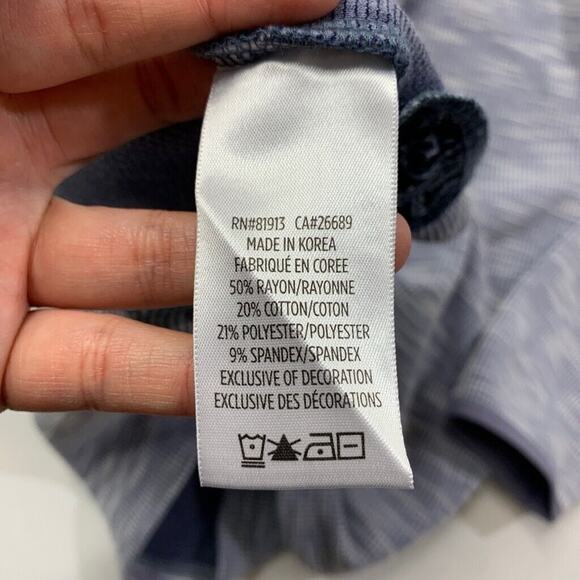 RN#81913 CA#26689
MADE IN KOREA
FABRIQUÉ EN COREE
50% RAYON/RAYONNE
20% COTTON/COTON
21% POLYESTER/POLYESTER
9% SPANDEX/SPANDEX
EXCLUSIVE OF DECORATION
EXCLUSIVE DES DÉCORATIONS